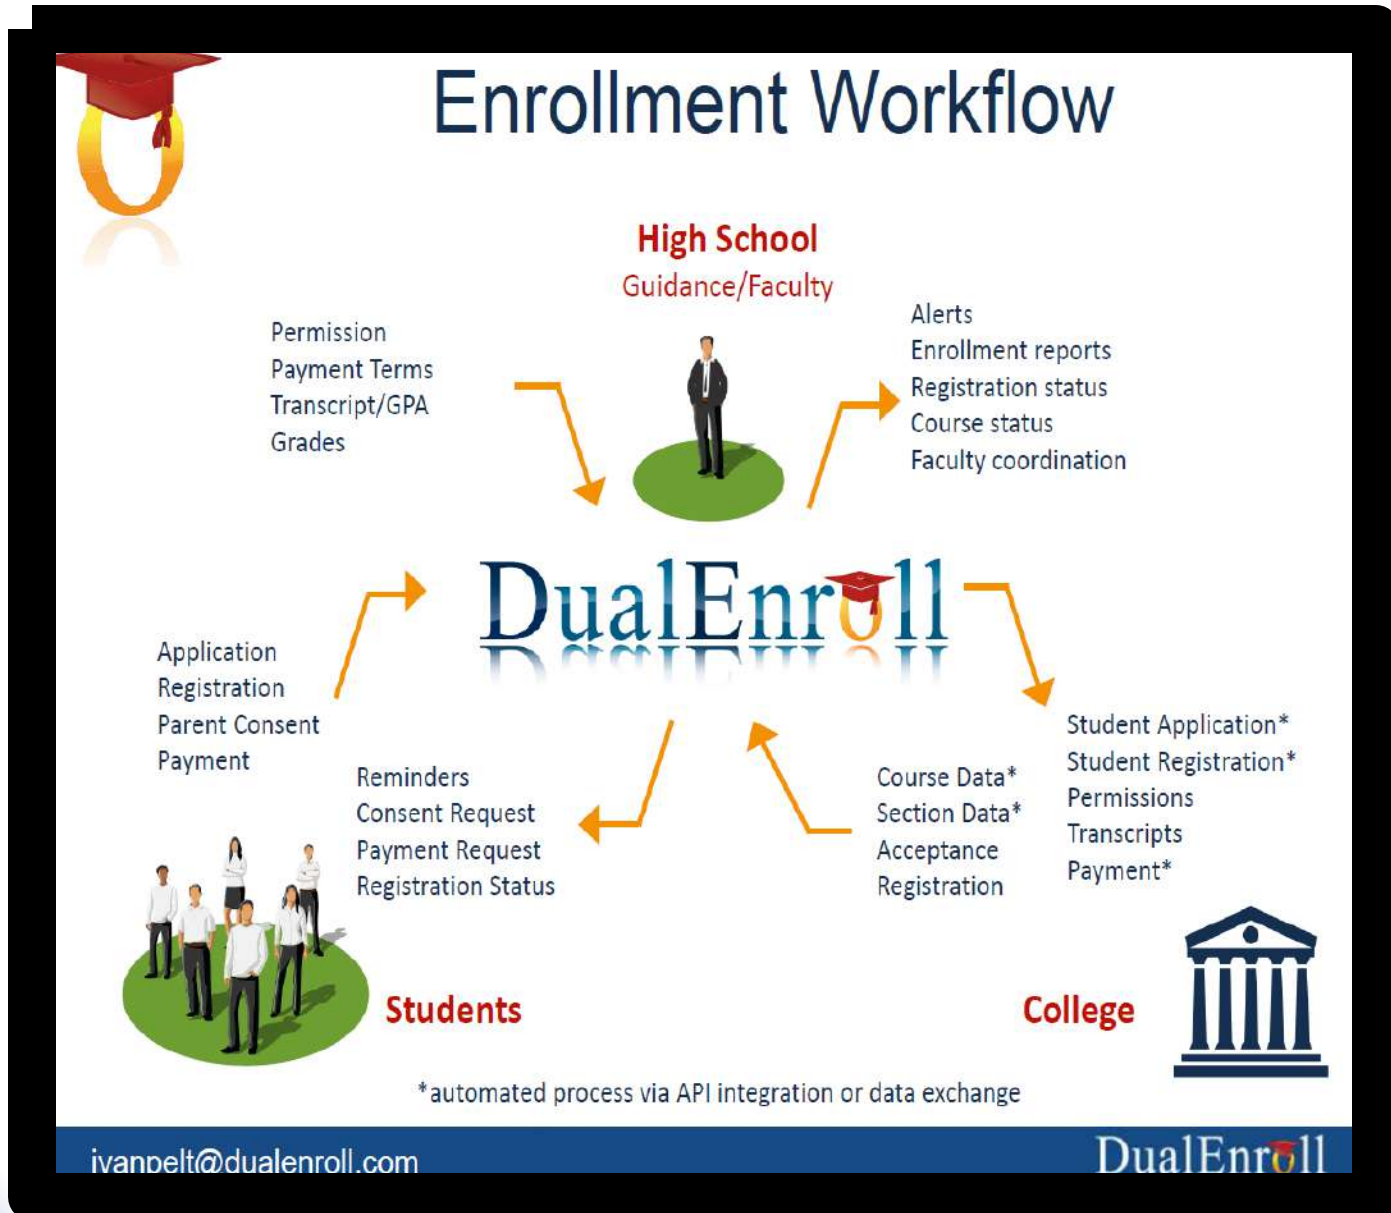 Enrollment Workflow
High School
Guidance/Faculty
Permission
Payment Terms
Transcript/GPA
Grades
Alerts
Enrollment reports
Registration status
Course status
Faculty coordination
DualEnroll
Application
Registration
Parent Consent
Payment
Reminders
Consent Request
Payment Request
Registration Status
Course Data*
Section Data*
Acceptance
Registration
Student Application*
Student Registration*
Permissions
Transcripts
Payment*
Students
College
*automated process via API integration or data exchange
jvanpelt@dualenroll.com
DualEnroll